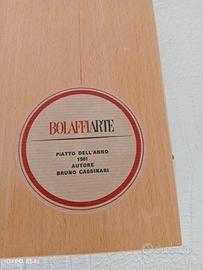 BOLAFFIARTE
PIATTO DELL'ANNO
1981
AUTORE
BRUNO CASSINARI